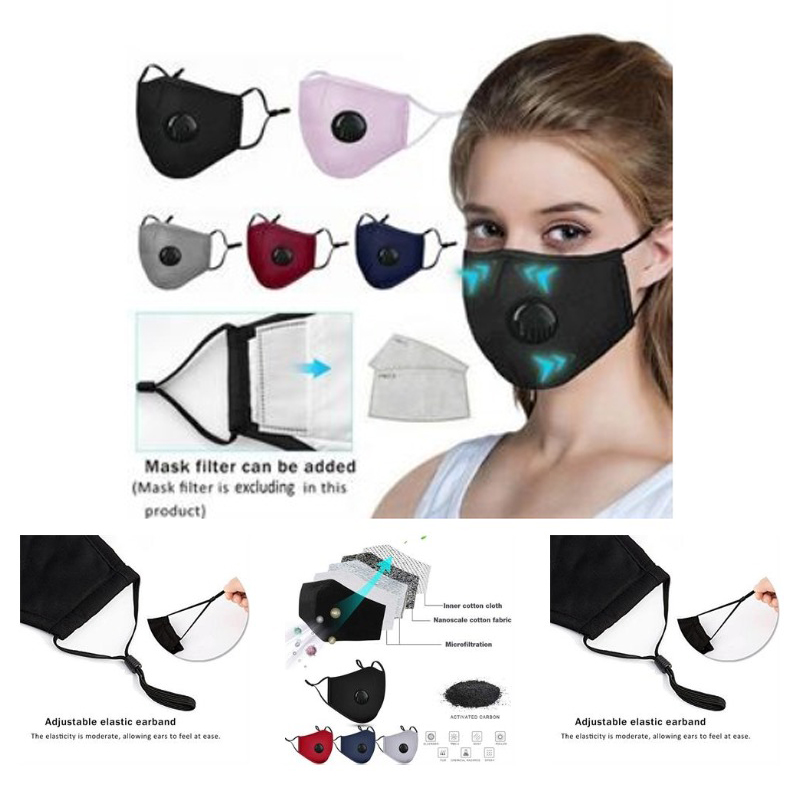 Mask filter can be added
(Mask filter is excluding in this
product)
Inner cotton cloth
Nanoscale cotton fabric
Microfiltration
Adjustable elastic earband
The elasticity is moderate, allowing ears to feel at ease.
ACTIVATED CARBON
Adjustable elastic earband
The elasticity is moderate, allowing ears to feel at ease.